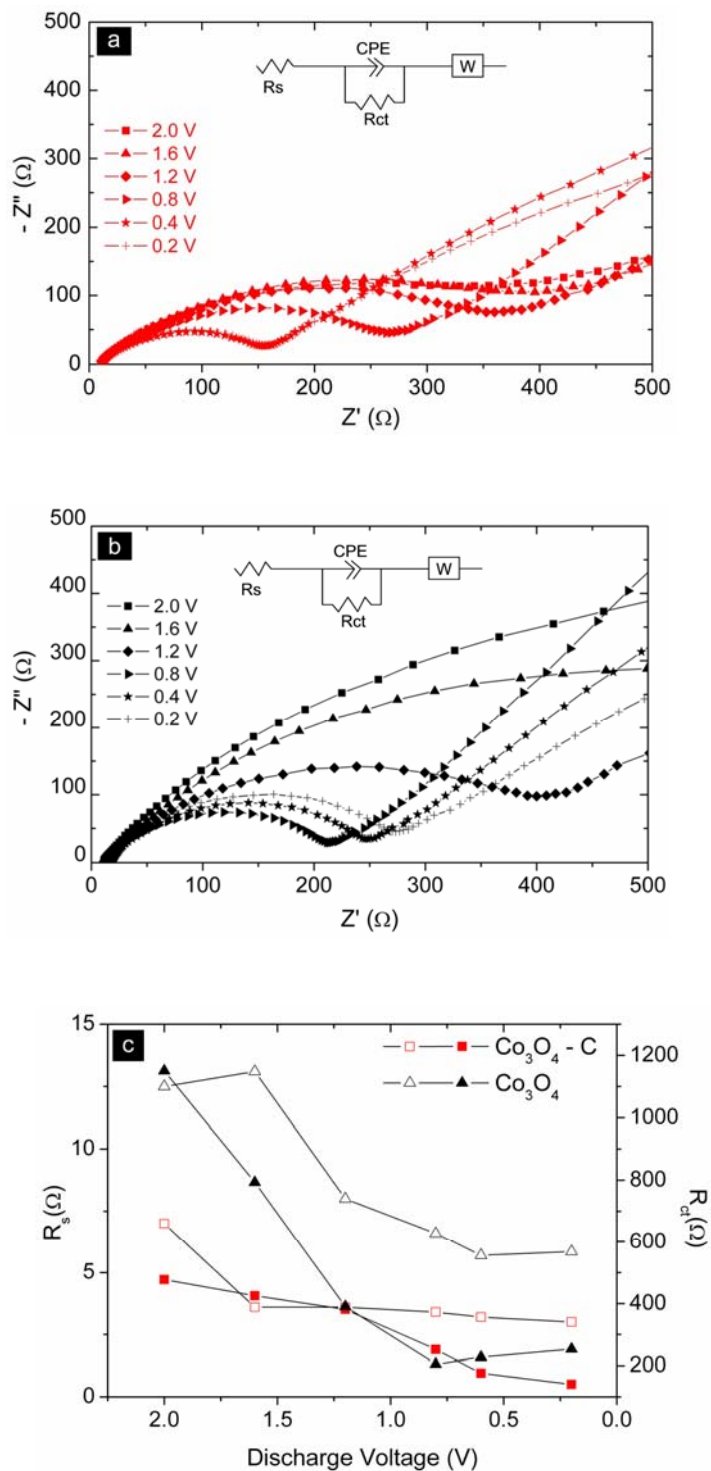 a
500
400
300
200
100
0
- Z" (Ω)
CPE
Rs
W
Rct
2.0 V
1.6 V
1.2 V
0.8 V
0.4 V
0.2 V
0 100 200 300 400 500
Z' (Ω)
b
500
400
300
200
100
0
- Z" (Ω)
CPE
Rs
W
Rct
2.0 V
1.6 V
1.2 V
0.8 V
0.4 V
0.2 V
0 100 200 300 400 500
Z' (Ω)
c
15
10
5
0
Rs(Ω)
Co3O4 - C
Co3O4
1200
1000
800
600
400
200
Rct(Ω)
2.0 1.5 1.0 0.5 0.0
Discharge Voltage (V)